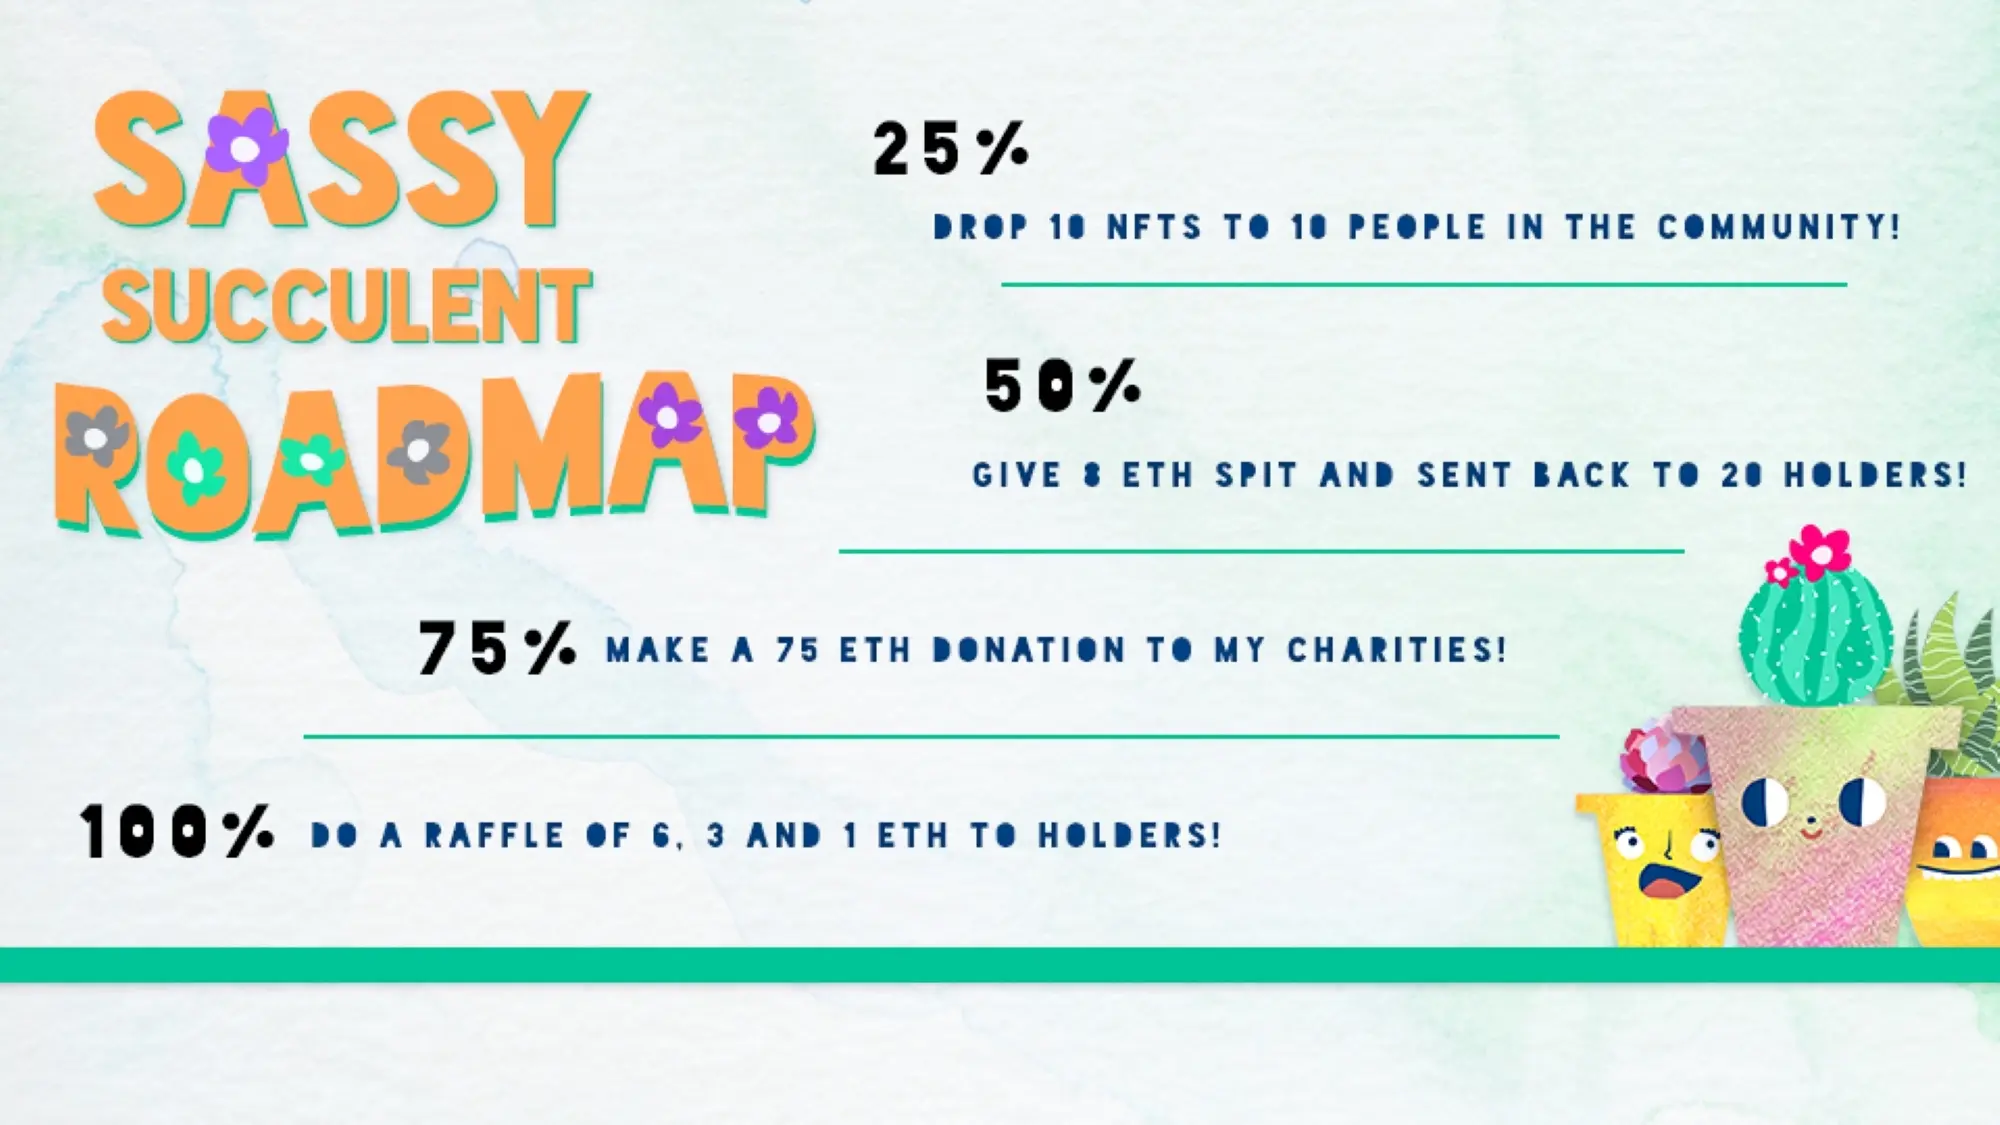 SASSY
SUCCULENT
ROADMAP
25%
DROP 10 NFTS TO 10 PEOPLE IN THE COMMUNITY!
50%
GIVE 8 ETH SPIT AND SENT BACK TO 20 HOLDERS!
75% MAKE A 75 ETH DONATION TO MY CHARITIES!
100% DO A RAFFLE OF 6, 3 AND 1 ETH TO HOLDERS!